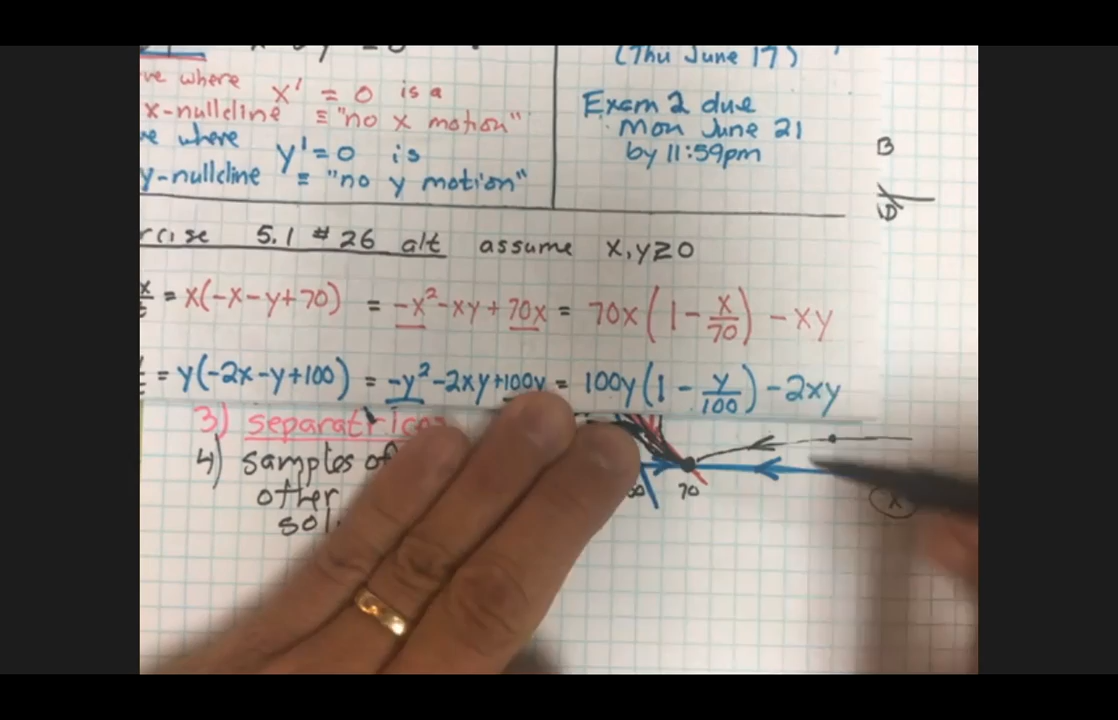 (Thu June 17)
ve where x' = 0 is a
x-nullcline ≡ "no x motion"
Exam 2 due
Mon June 21
by 11:59pm
re where y' = 0 is
y-nullcline ≡ "no y motion"
B
D
rcise 5.1 #26 alt assume x,y≥0
= x(-x-y+70) = -x²-xy+70x = 70x(1-x/70)-xy
= y(-2x-y+100) = -y²-2xy+100y = 100y(1-y/100)-2xy
3) separatrices
4) samples of
other
sol
70
x